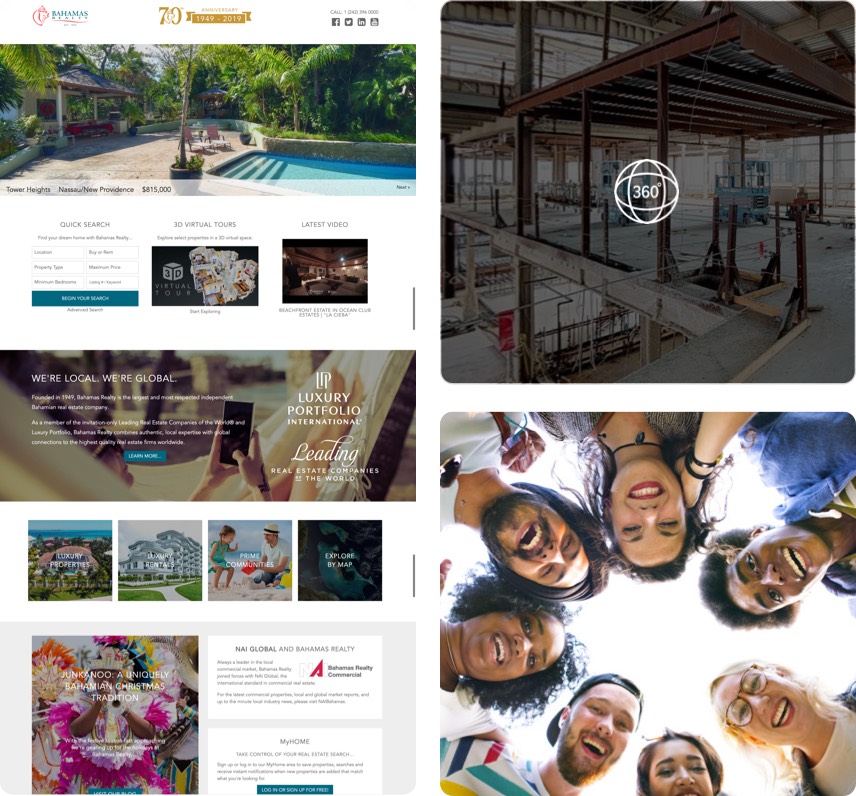 BAHAMAS
REALTY
70
ANNIVERSARY
1949 - 2019
CALL: 1 (242) 396 0000
Tower Heights Nassau/New Providence $815,000
Next »
QUICK SEARCH
Find your dream home with Bahamas Realty...
Location
Buy or Rent
Property Type
Maximum Price
Minimum Bedrooms
Listing # / Keyword
BEGIN YOUR SEARCH
Advanced Search
3D VIRTUAL TOURS
Explore select properties in a 3D virtual space.
3D
VIRTUAL
TOUR
Start Exploring
LATEST VIDEO
BEACHFRONT ESTATE IN OCEAN CLUB
ESTATES | "LA CIEBA"
WE'RE LOCAL. WE'RE GLOBAL.
Founded in 1949, Bahamas Realty is the largest and most respected independent
Bahamian real estate company.
As a member of the invitation-only Leading Real Estate Companies of the World® and
Luxury Portfolio, Bahamas Realty combines authentic, local expertise with global
connections to the highest quality real estate firms worldwide.
LEARN MORE...
LUXURY
PORTFOLIO
INTERNATIONAL®
Leading
REAL ESTATE COMPANIES
OF THE WORLD
LUXURY
PROPERTIES
LUXURY
RENTALS
PRIME
COMMUNITIES
EXPLORE
BY MAP
JUNKANOO: A UNIQUELY
BAHAMIAN CHRISTMAS
TRADITION
With the festive season fast approaching
we're gearing up for the holidays at
Bahamas Realty.
VISIT OUR BLOG
NAI GLOBAL AND BAHAMAS REALTY
Always a leader in the local
commercial market, Bahamas Realty
joined forces with NAI Global, the
international standard in commercial real estate.
NA Bahamas Realty
Commercial
For the latest commercial properties, local and global market reports, and
up to the minute local industry news, please visit NAIBahamas.
MyHOME
TAKE CONTROL OF YOUR REAL ESTATE SEARCH...
Sign up or log in to our MyHome area to save properties, searches and
receive instant notifications when new properties are added that match
what you're looking for.
LOG IN OR SIGN UP FOR FREE!
360°